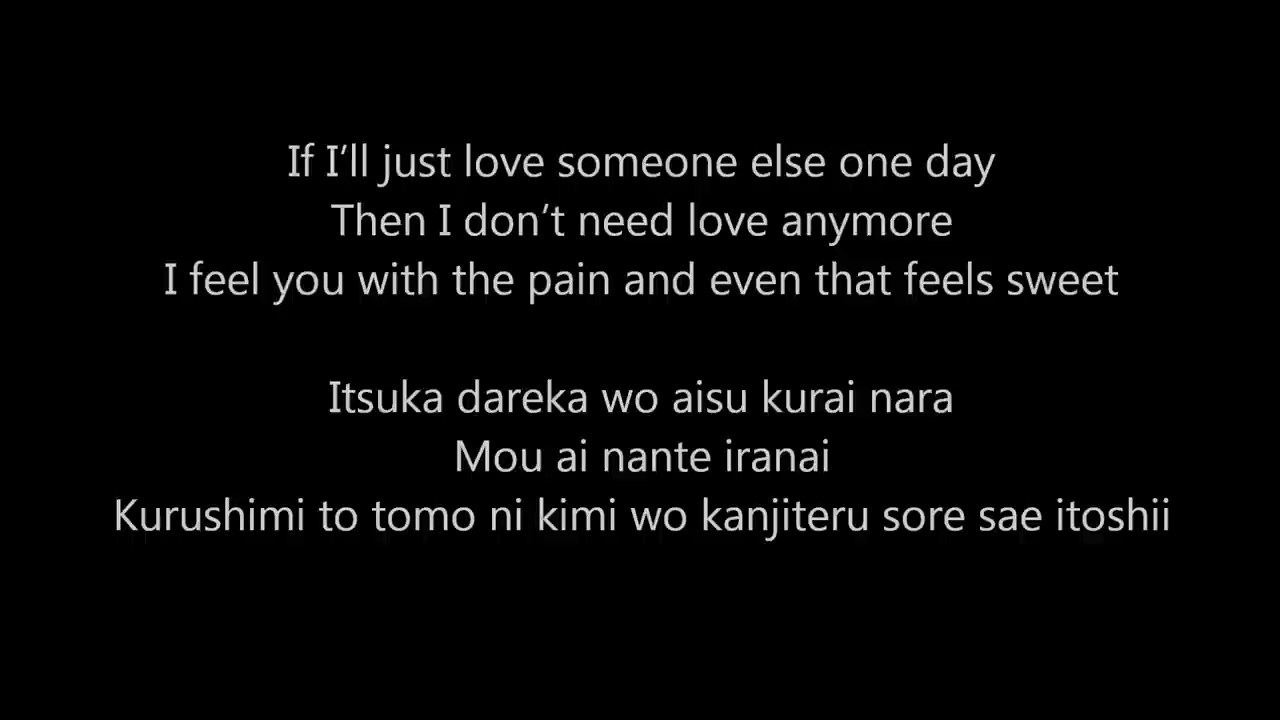 If I’ll just love someone else one day
Then I don’t need love anymore
I feel you with the pain and even that feels sweet
Itsuka dareka wo aisu kurai nara
Mou ai nante iranai
Kurushimi to tomo ni kimi wo kanjiteru sore sae itoshii